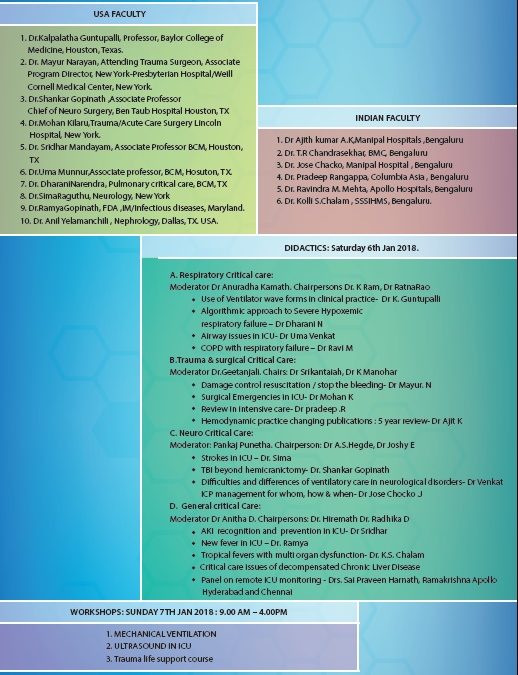 USA FACULTY
1. Dr.Kalpalatha Guntupalli, Professor, Baylor College of
Medicine, Houston, Texas.
2. Dr. Mayur Narayan, Attending Trauma Surgeon, Associate
Program Director, New York-Presbyterian Hospital/Weill
Cornell Medical Center, New York.
3. Dr.Shankar Gopinath ,Associate Professor
Chief of Neuro Surgery, Ben Taub Hospital Houston, TX
4. Dr.Mohan Kilaru,Trauma/Acute Care Surgery Lincoln
Hospital, New York.
5. Dr. Sridhar Mandayam, Associate Professor BCM, Houston,
TX
6. Dr.Uma Munnur,Associate professor, BCM, Hosuton, TX.
7. Dr. DharaniNarendra, Pulmonary critical care, BCM, TX
8. Dr.SimaRaguthu, Neurology, New York
9. Dr.RamyaGopinath, FDA ,IM/Infectious diseases, Maryland.
10. Dr. Anil Yelamanchili , Nephrology, Dallas, TX. USA.
INDIAN FACULTY
1. Dr Ajith kumar A.K,Manipal Hospitals ,Bengaluru
2. Dr. T.R Chandrasekhar, BMC, Bengaluru
3. Dr. Jose Chacko, Manipal Hospital , Bengaluru
4. Dr. Pradeep Rangappa, Columbia Asia , Bengaluru
5. Dr. Ravindra M. Mehta, Apollo Hospitals, Bengaluru
6. Dr. Kolli S.Chalam , SSSIHMS, Bengaluru.
DIDACTICS: Saturday 6th Jan 2018.
A. Respiratory Critical care:
Moderator Dr Anuradha Kamath. Chairpersons Dr. K Ram, Dr RatnaRao
• Use of Ventilator wave forms in clinical practice- Dr K. Guntupalli
• Algorithmic approach to Severe Hypoxemic
respiratory failure – Dr Dharani N
• Airway issues in ICU- Dr Uma Venkat
• COPD with respiratory failure – Dr Ravi M
B.Trauma & surgical Critical Care:
Moderator Dr.Geetanjali. Chairs: Dr Srikantaiah, Dr K Manohar
• Damage control resuscitation / stop the bleeding- Dr Mayur. N
• Surgical Emergencies in ICU- Dr Mohan K
• Review in intensive care- Dr pradeep .R
• Hemodynamic practice changing publications : 5 year review- Dr Ajit K
C. Neuro Critical Care:
Moderator: Pankaj Punetha. Chairperson: Dr A.S.Hegde, Dr Joshy E
• Strokes in ICU – Dr. Sima
• TBI beyond hemicranictomy- Dr. Shankar Gopinath
• Difficulties and differences of ventilatory care in neurological disorders- Dr Venkat
ICP management for whom, how & when- Dr Jose Chocko J
D. General critical Care:
Moderator Dr Anitha D. Chairpersons: Dr. Hiremath Dr. Radhika D
• AKI recognition and prevention in ICU- Dr Sridhar
• New fever in ICU – Dr. Ramya
• Tropical fevers with multi organ dysfunction- Dr. K.S. Chalam
• Critical care issues of decompensated Chronic Liver Disease
• Panel on remote ICU monitoring - Drs. Sai Praveen Harnath, Ramakrishna Apollo
Hyderabad and Chennai
WORKSHOPS: SUNDAY 7TH JAN 2018 : 9.00 AM – 4.00PM
1. MECHANICAL VENTILATION
2. ULTRASOUND IN ICU
3. Trauma life support course